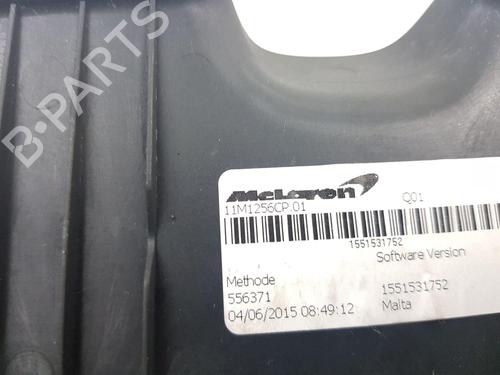 B-PARTS
McLaren
11M1256CP.01 Q01
1551531752
Software Version
Methode
556371 1551531752
04/06/2015 08:49:12 Malta